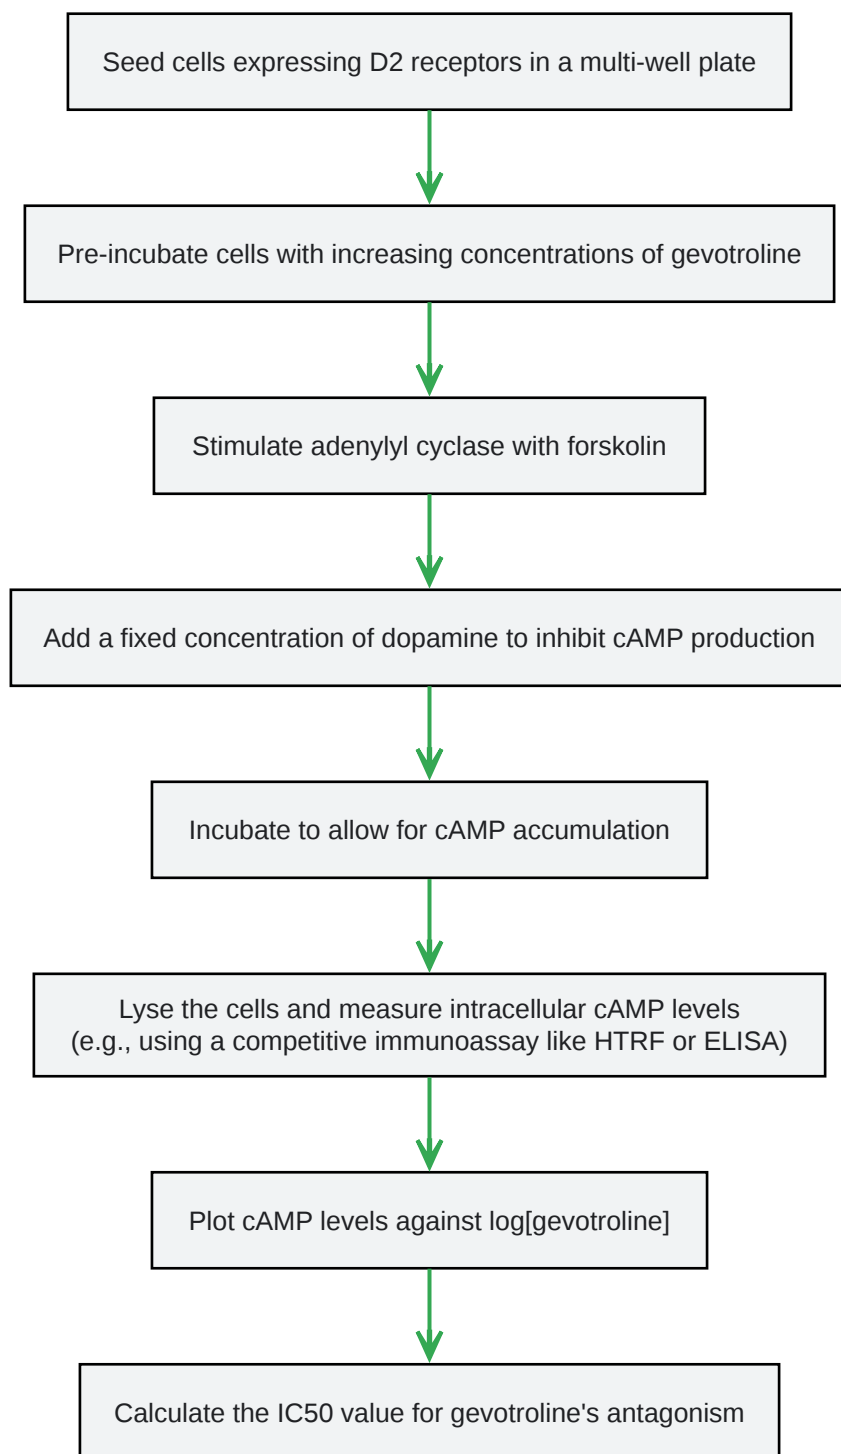 Seed cells expressing D2 receptors in a multi-well plate
Pre-incubate cells with increasing concentrations of gevotroline
Stimulate adenylyl cyclase with forskolin
Add a fixed concentration of dopamine to inhibit cAMP production
Incubate to allow for cAMP accumulation
Lyse the cells and measure intracellular cAMP levels
(e.g., using a competitive immunoassay like HTRF or ELISA)
Plot cAMP levels against log[gevotroline]
Calculate the IC50 value for gevotroline's antagonism